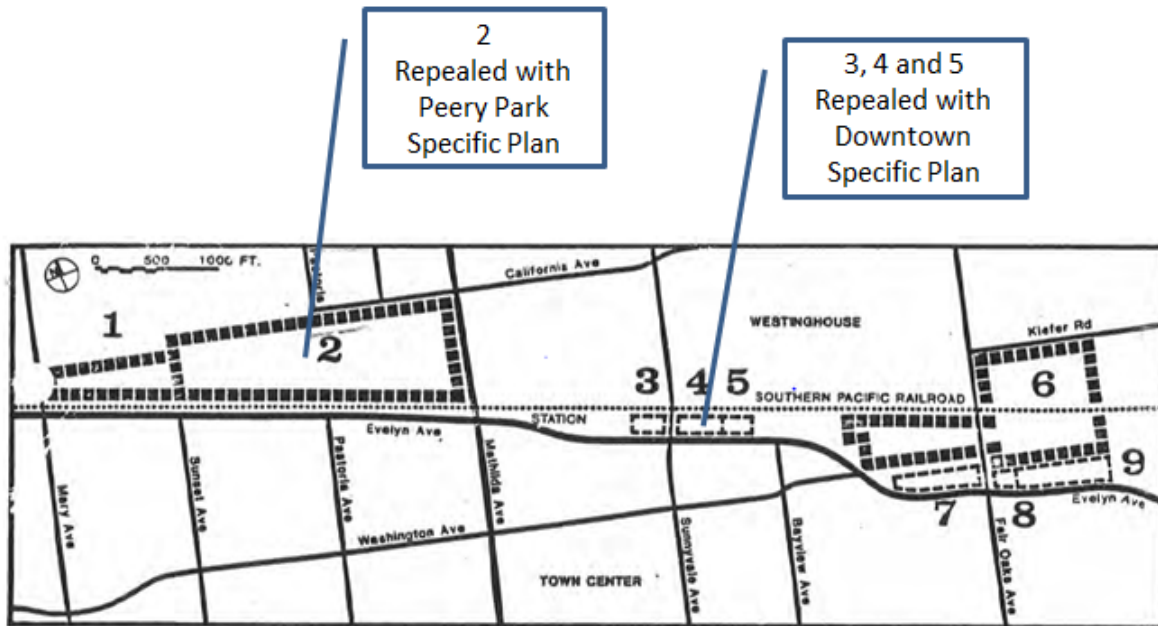 2
Repealed with
Peery Park
Specific Plan
3, 4 and 5
Repealed with
Downtown
Specific Plan
N
0 500 1000 FT.
California Ave
1
2
WESTINGHOUSE
Kiefer Rd
3
4
5
6
SOUTHERN PACIFIC RAILROAD
STATION
Evelyn Ave
Mary Ave
Sunset Ave
Pastoria Ave
Mathilda Ave
Washington Ave
TOWN CENTER
Sunnyvale Ave
Bayview Ave
7
8
9
Fair Oaks Ave
Evelyn Ave